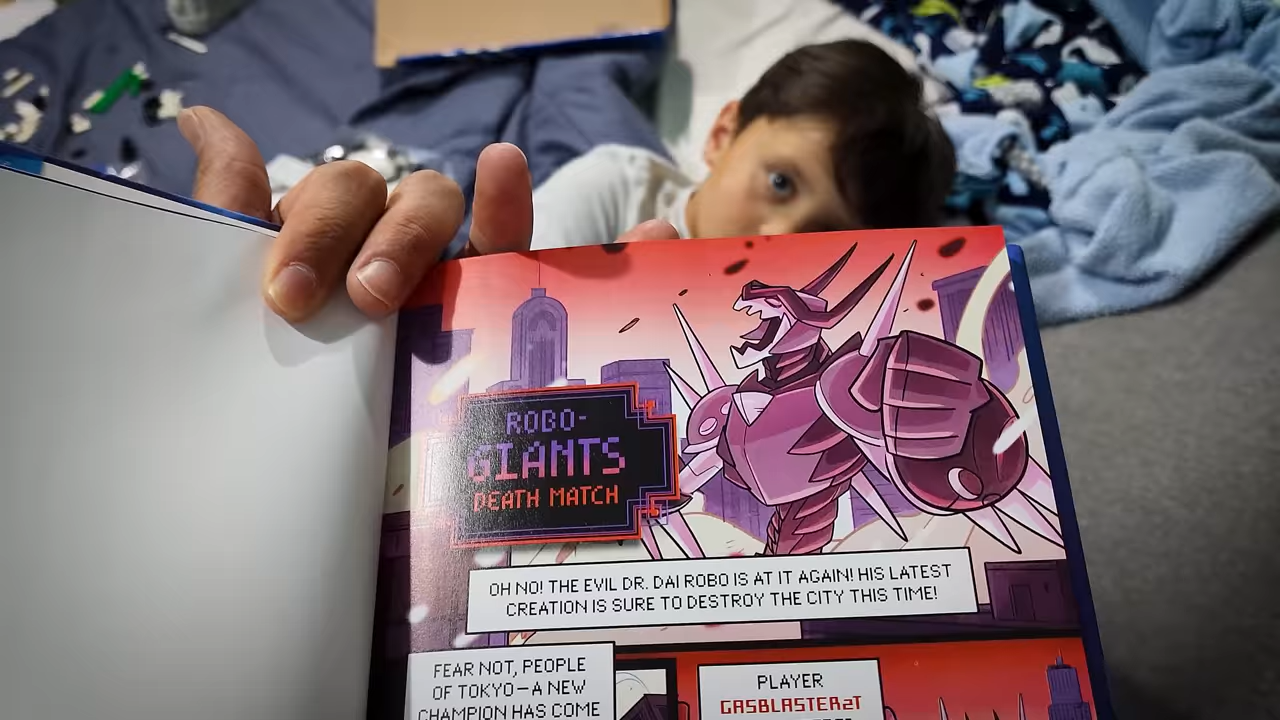 ROBO-
GIANTS
DEATH MATCH
OH NO! THE EVIL DR. DAI ROBO IS AT IT AGAIN! HIS LATEST
CREATION IS SURE TO DESTROY THE CITY THIS TIME!
FEAR NOT, PEOPLE
OF TOKYO—A NEW
CHAMPION HAS COME
PLAYER
GASBLASTER2T